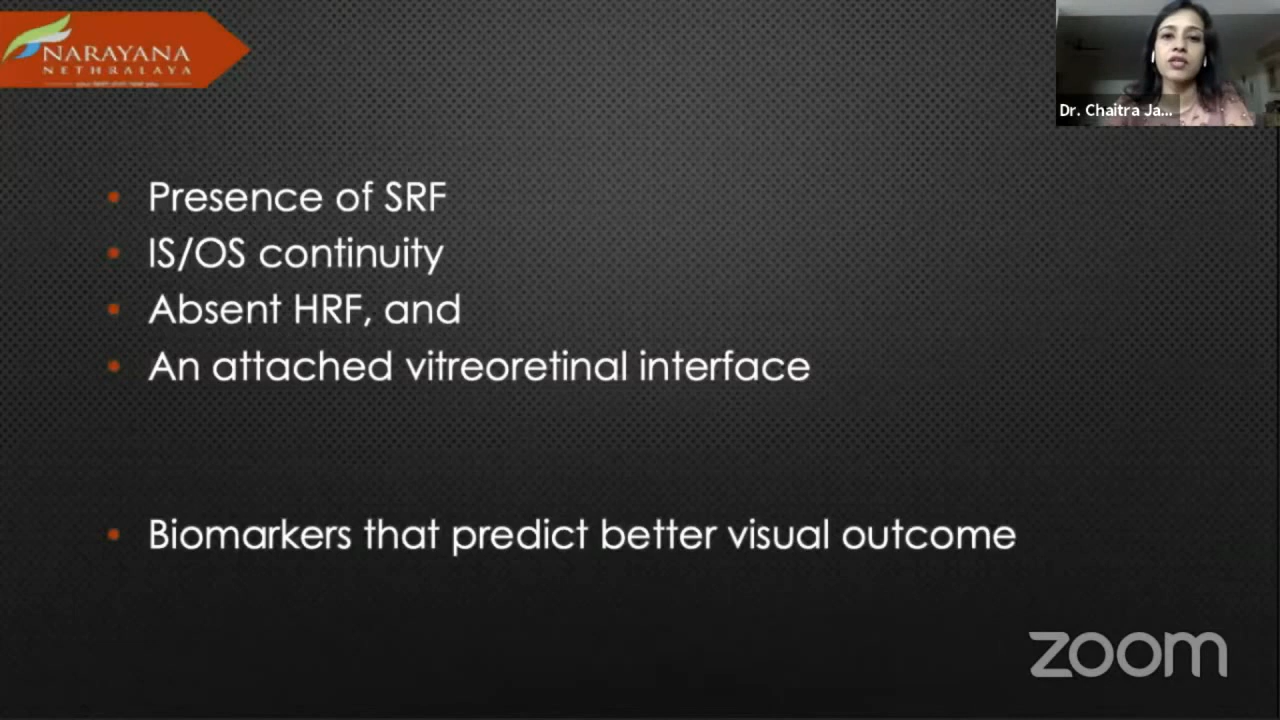 NARAYANA
NETHRALAYA
Dr. Chaitra Ja...
Presence of SRF
IS/OS continuity
Absent HRF, and
An attached vitreoretinal interface
Biomarkers that predict better visual outcome
zoom